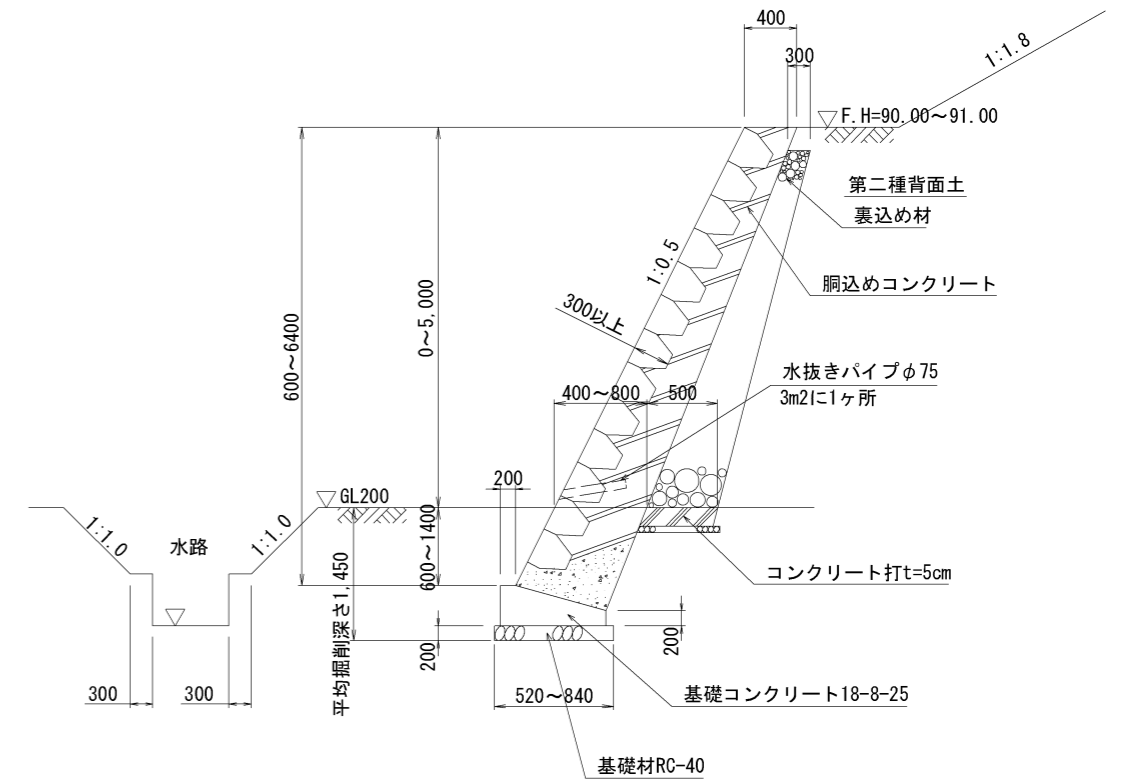 400
300
1:1.8
F.H=90.00～91.00
第二種背面土
裏込め材
1:0.5
胴込めコンクリート
300以上
600～6400
0～5,000
水抜きパイプφ75
3m2に1ヶ所
400～800
500
200
GL200
1:1.0
水路
1:1.0
600～1400
平均掘削深さ1,450
コンクリート打t=5cm
200
200
300
300
520～840
基礎コンクリート18-8-25
基礎材RC-40